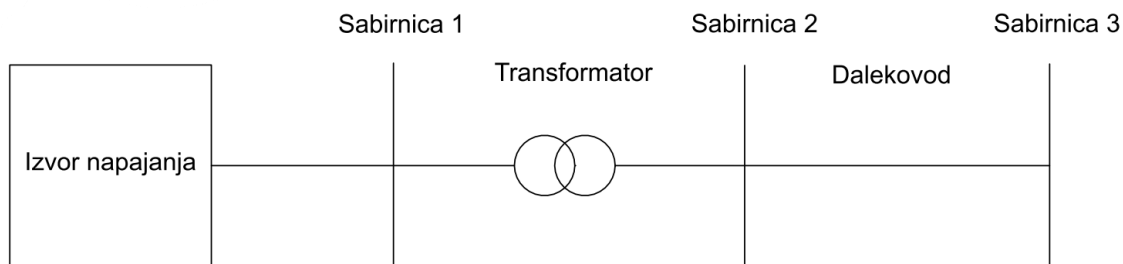 Sabirnica 1
Sabirnica 2
Sabirnica 3
Transformator
Dalekovod
Izvor napajanja